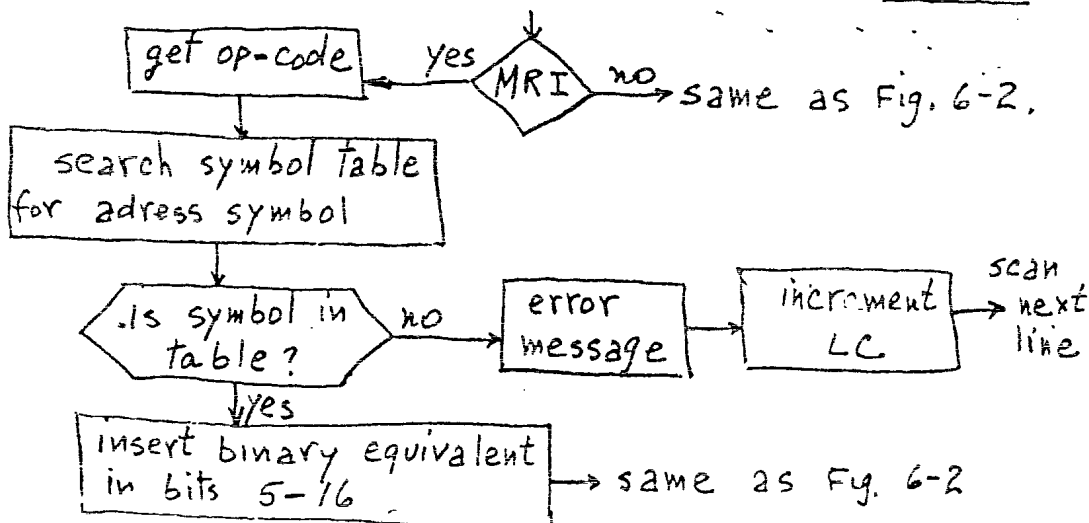 get op-code
yes
MRI
no
same as Fig. 6-2.
search symbol table
for adress symbol
Is symbol in
table?
no
error
message
increment
LC
scan
next
line
yes
insert binary equivalent
in bits 5-16
same as Fig. 6-2